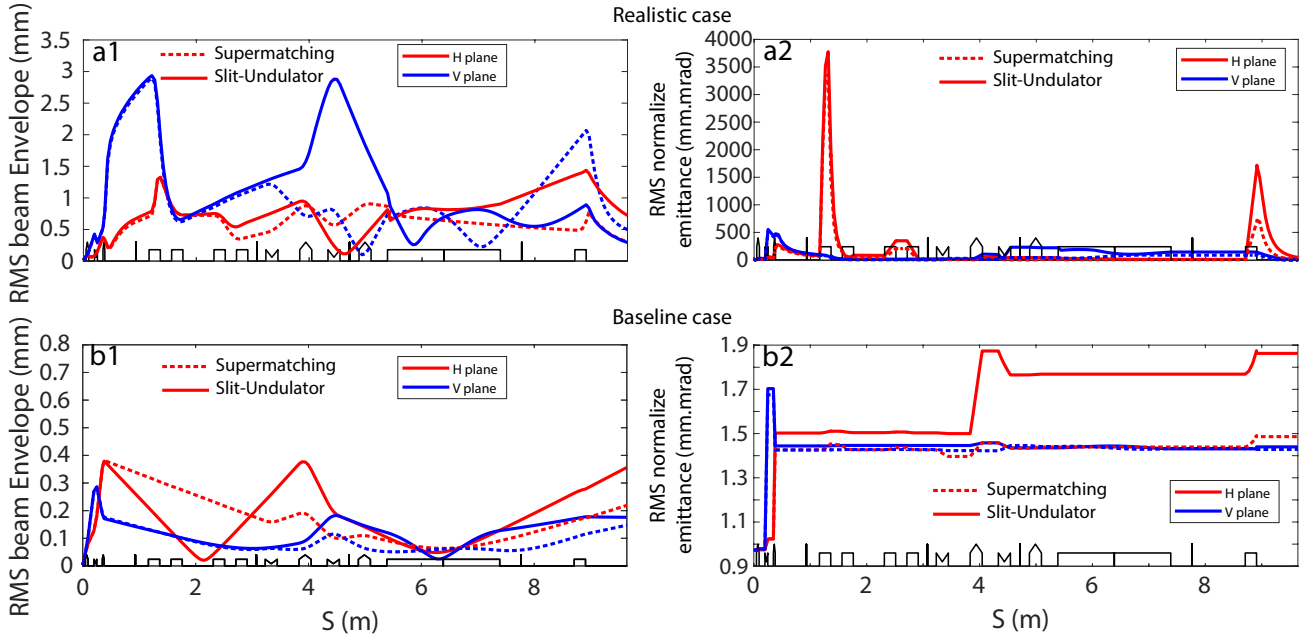 Realistic case
RMS beam Envelope (mm)
3.5
3
2.5
2
1.5
1
0.5
0
a1
Supermatching
Slit-Undulator
H plane
V plane
0 2 4 6 8
RMS normalize
emittance (mm.mrad)
4000
3500
3000
2500
2000
1500
1000
500
0
a2
Supermatching
Slit-Undulator
H plane
V plane
0 2 4 6 8
Baseline case
RMS beam Envelope (mm)
0.8
0.7
0.6
0.5
0.4
0.3
0.2
0.1
0
b1
Supermatching
Slit-Undulator
H plane
V plane
0 2 4 6 8
S (m)
RMS normalize
emittance (mm.mrad)
1.9
1.7
1.5
1.3
1.1
0.9
b2
Supermatching
Slit-Undulator
H plane
V plane
0 2 4 6 8
S (m)